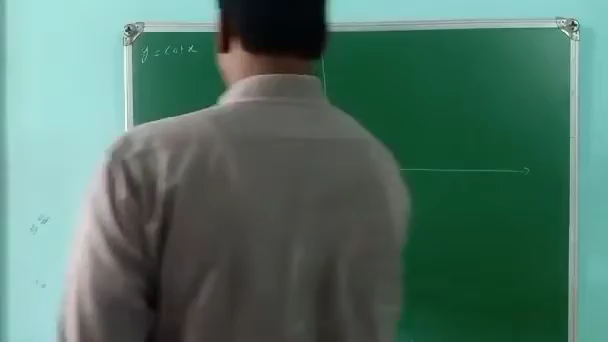 y = cot x